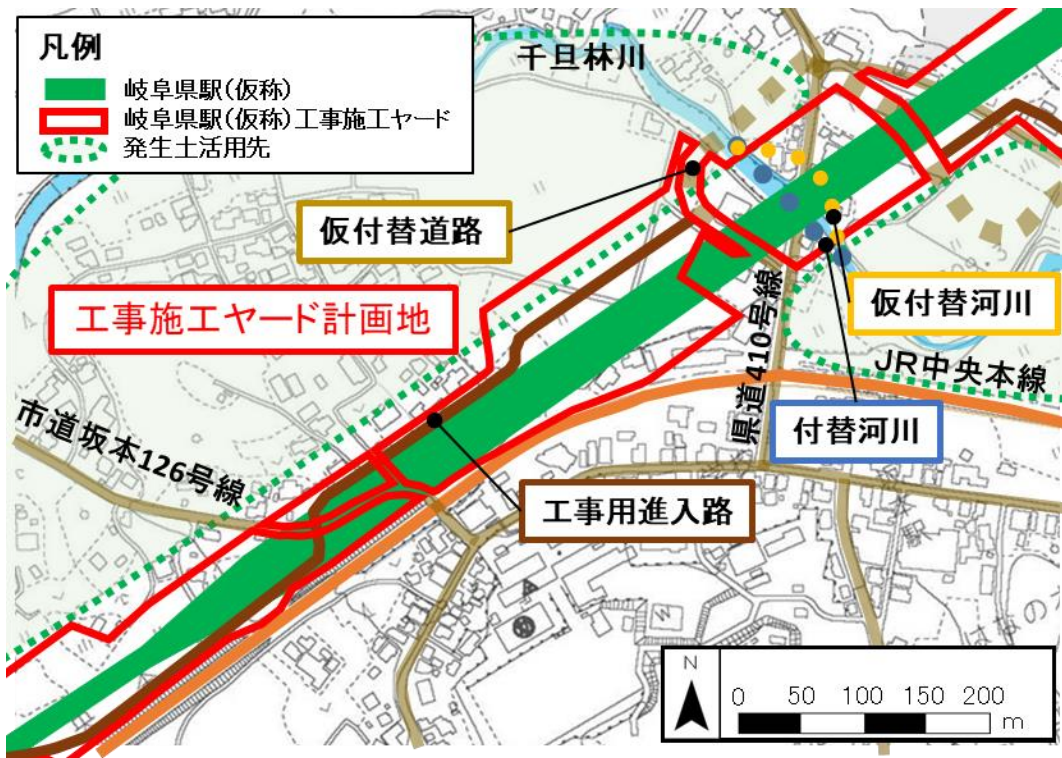 凡例
岐阜県駅(仮称)
岐阜県駅(仮称)工事施工ヤード
発生土活用先
千旦林川
仮付替道路
工事施工ヤード計画地
仮付替河川
県道410号線
JR中央本線
付替河川
市道坂本126号線
工事用進入路
N
0 50 100 150 200
m